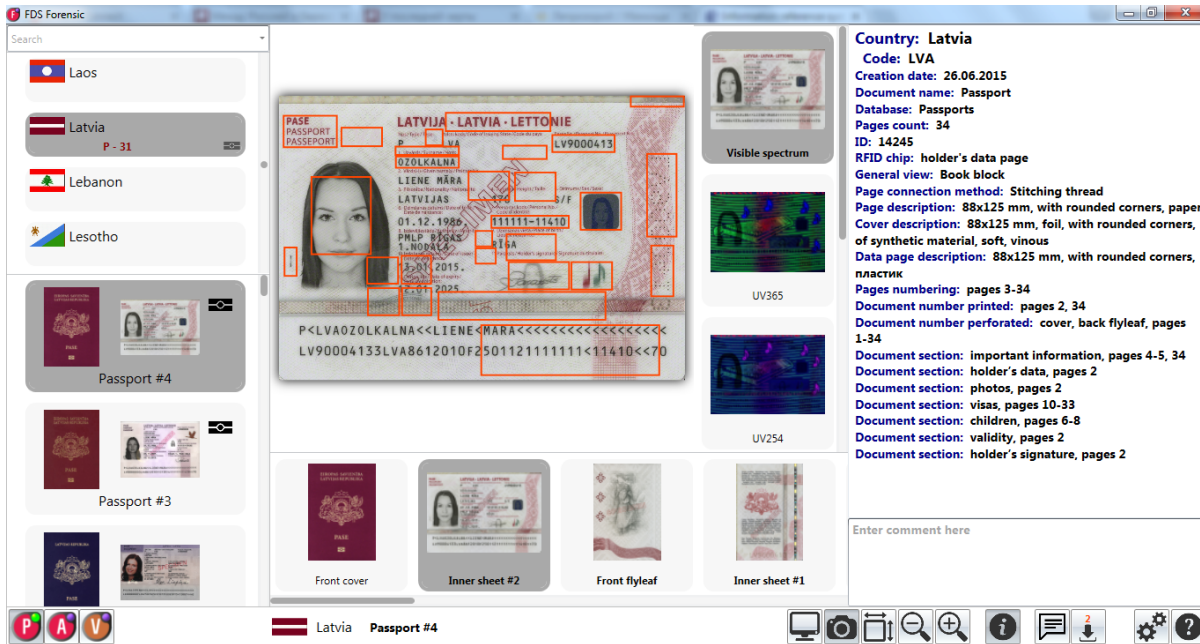 FDS Forensic
Search
Laos
Latvia
P - 31
Lebanon
Lesotho
Passport #4
Passport #3
PASE
PASSPORT
PASSEPORT
LATVIJA · LATVIA · LETTONIE
P
VA
LV9000413
OZOLKALNA
LIENE MĀRA
LATVIJAS
170
S/F
01.12.1986.
111111-11410
PMLP RĪGAS
1.NODAĻA
RĪGA
13.01.2015.
12.01.2025.
P<LVAOZOLKALNA<<LIENE<MARA<<<<<<<<<<<<<<<<<<
LV90004133LVA8612010F2501121111111<11410<<70
Visible spectrum
UV365
UV254
Front cover
Inner sheet #2
Front flyleaf
Inner sheet #1
Country: Latvia
Code: LVA
Creation date: 26.06.2015
Document name: Passport
Database: Passports
Pages count: 34
ID: 14245
RFID chip: holder's data page
General view: Book block
Page connection method: Stitching thread
Page description: 88x125 mm, with rounded corners, paper
Cover description: 88x125 mm, foil, with rounded corners,
of synthetic material, soft, vinous
Data page description: 88x125 mm, with rounded corners,
пластик
Pages numbering: pages 3-34
Document number printed: pages 2, 34
Document number perforated: cover, back flyleaf, pages
1-34
Document section: important information, pages 4-5, 34
Document section: holder's data, pages 2
Document section: photos, pages 2
Document section: visas, pages 10-33
Document section: children, pages 6-8
Document section: validity, pages 2
Document section: holder's signature, pages 2
Enter comment here
P
A
V
Latvia Passport #4
2